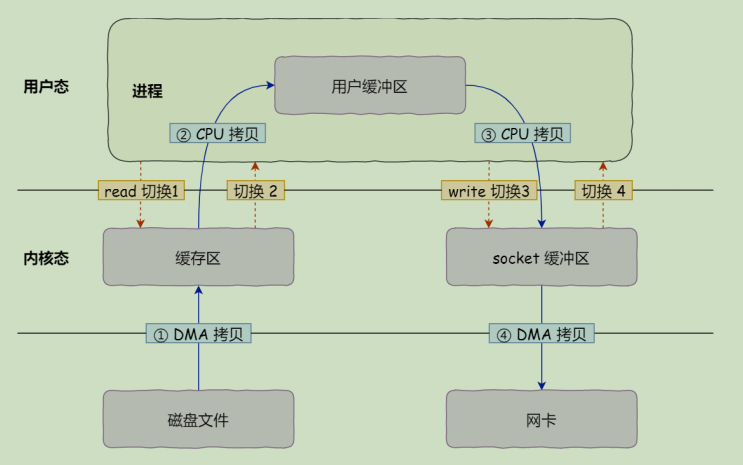 用户态
进程
用户缓冲区
② CPU 拷贝
③ CPU 拷贝
read 切换1
切换 2
write 切换3
切换 4
内核态
缓存区
socket 缓冲区
① DMA 拷贝
④ DMA 拷贝
磁盘文件
网卡